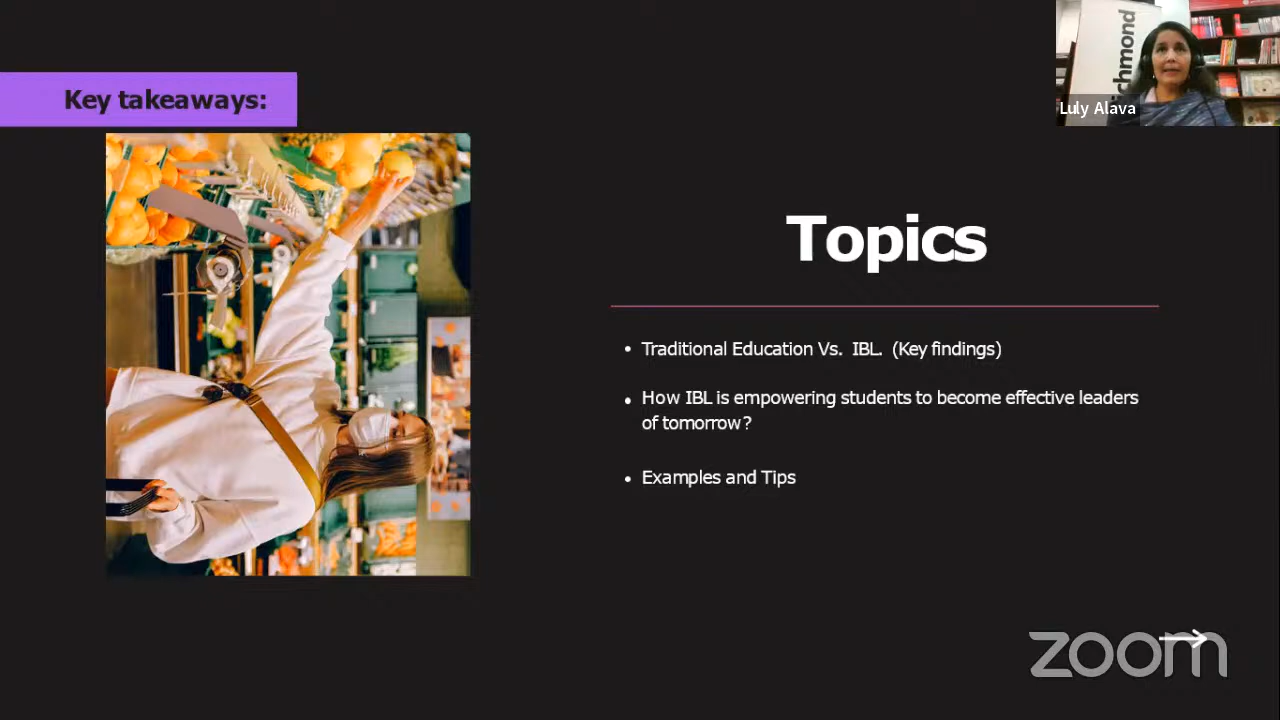 Key takeaways:
chmond
Luly Alava
Topics
• Traditional Education Vs. IBL. (Key findings)
• How IBL is empowering students to become effective leaders
of tomorrow?
• Examples and Tips
zoom